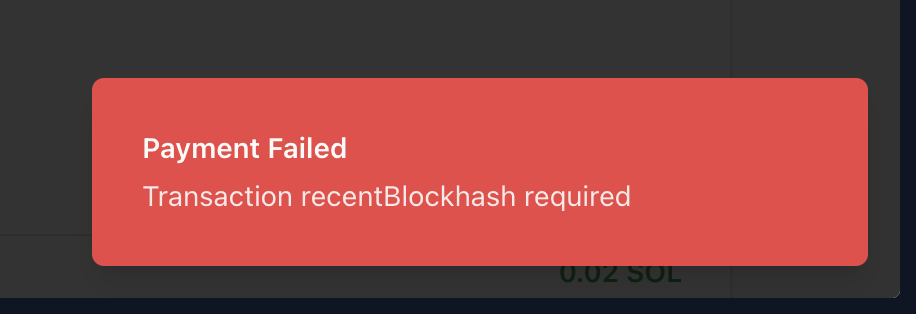 Payment Failed
Transaction recentBlockhash required
0.02 SOL